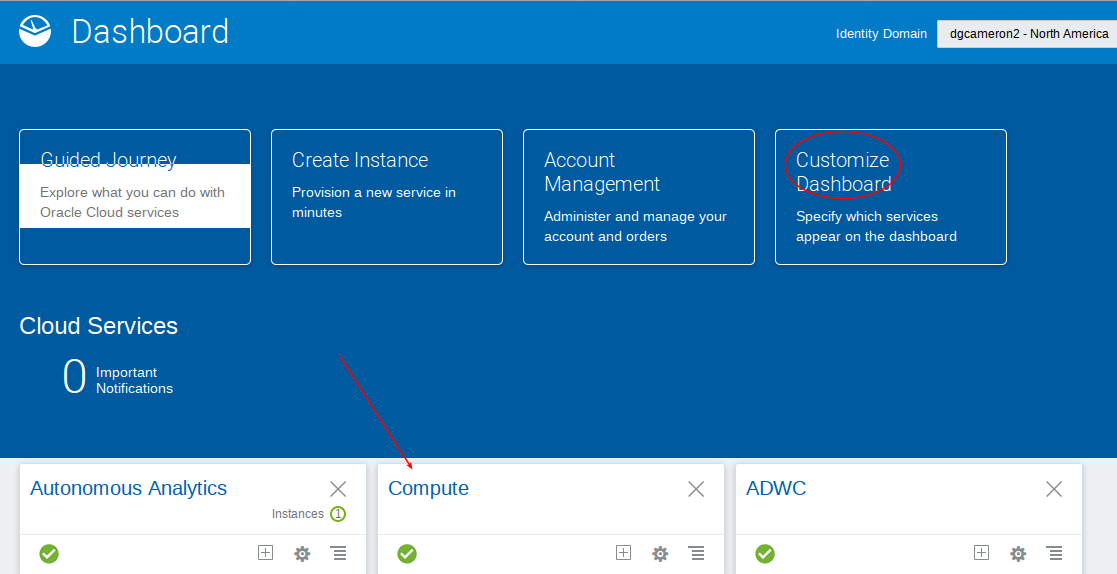 Dashboard
Identity Domain
dgcameron2 - North America
Guided Journey
Explore what you can do with
Oracle Cloud services
Create Instance
Provision a new service in
minutes
Account
Management
Administer and manage your
account and orders
Customize
Dashboard
Specify which services
appear on the dashboard
Cloud Services
0
Important
Notifications
Autonomous Analytics
Instances 1
Compute
ADWC